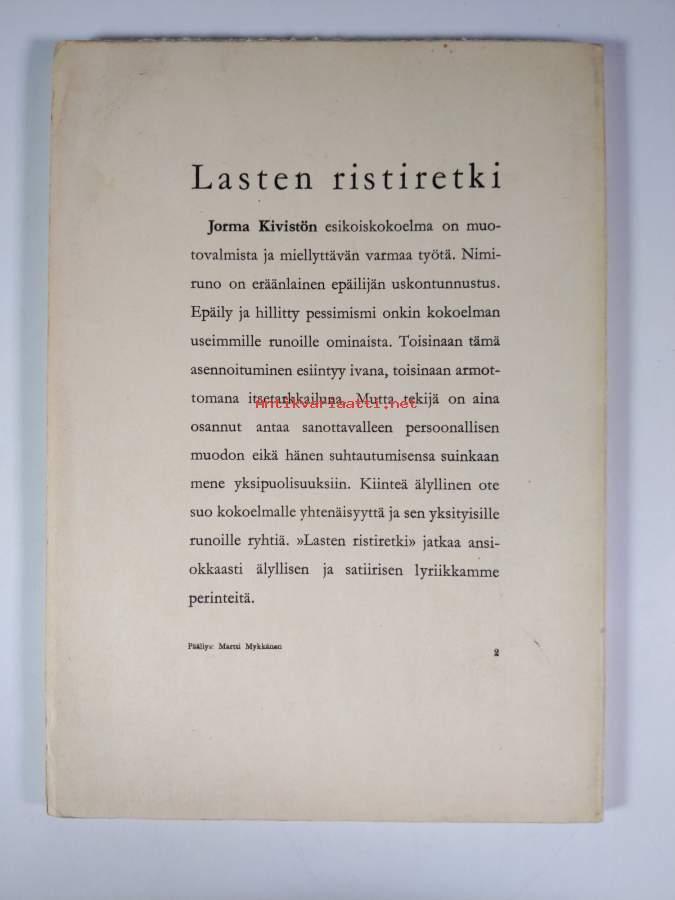 Lasten ristiretki
Jorma Kivistön esikoiskokoelma on muo-
tovalmista ja miellyttävän varmaa työtä. Nimi-
runo on eräänlainen epäilijän uskontunnustus.
Epäily ja hillitty pessimismi onkin kokoelman
useimmille runoille ominaista. Toisinaan tämä
asennoituminen esiintyy ivana, toisinaan armot-
tomana itsetarkkailuna. Mutta tekijä on aina
Antikvariaatti.net
osannut antaa sanottavalleen persoonallisen
muodon eikä hänen suhtautumisensa suinkaan
mene yksipuolisuuksiin. Kiinteä älyllinen ote
suo kokoelmalle yhtenäisyyttä ja sen yksityisille
runoille ryhtiä. »Lasten ristiretki» jatkaa ansi-
okkaasti älyllisen ja satiirisen lyriikkamme
perinteitä.
Päällys: Martti Mykkänen
2